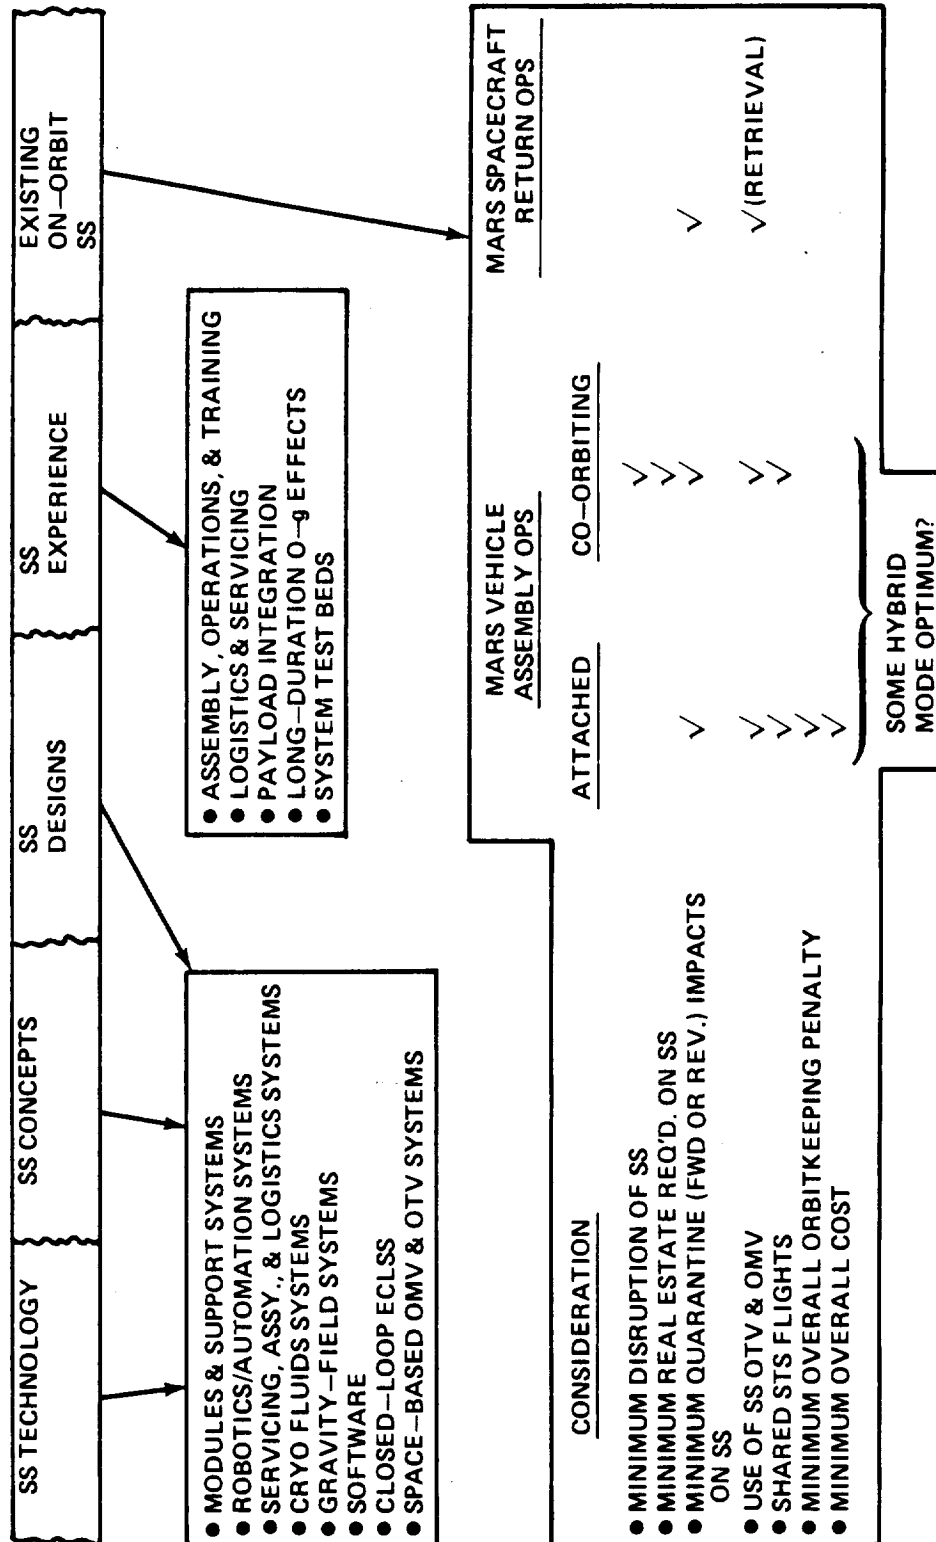 SS TECHNOLOGY
SS CONCEPTS
SS
DESIGNS
SS
EXPERIENCE
EXISTING
ON-ORBIT
SS
● MODULES & SUPPORT SYSTEMS
● ROBOTICS/AUTOMATION SYSTEMS
● SERVICING, ASSY., & LOGISTICS SYSTEMS
● CRYO FLUIDS SYSTEMS
● GRAVITY-FIELD SYSTEMS
● SOFTWARE
● CLOSED-LOOP ECLSS
● SPACE-BASED OMV & OTV SYSTEMS
● ASSEMBLY, OPERATIONS, & TRAINING
● LOGISTICS & SERVICING
● PAYLOAD INTEGRATION
● LONG-DURATION O-g EFFECTS
● SYSTEM TEST BEDS
MARS VEHICLE
ASSEMBLY OPS
MARS SPACECRAFT
RETURN OPS
CONSIDERATION
ATTACHED
CO-ORBITING
● MINIMUM DISRUPTION OF SS √
● MINIMUM REAL ESTATE REQ'D. ON SS √
● MINIMUM QUARANTINE (FWD OR REV.) IMPACTS √ √ √
ON SS
● USE OF SS OTV & OMV √ √ √ (RETRIEVAL)
● SHARED STS FLIGHTS √ √
● MINIMUM OVERALL ORBITKEEPING PENALTY √
● MINIMUM OVERALL COST √
SOME HYBRID
MODE OPTIMUM?